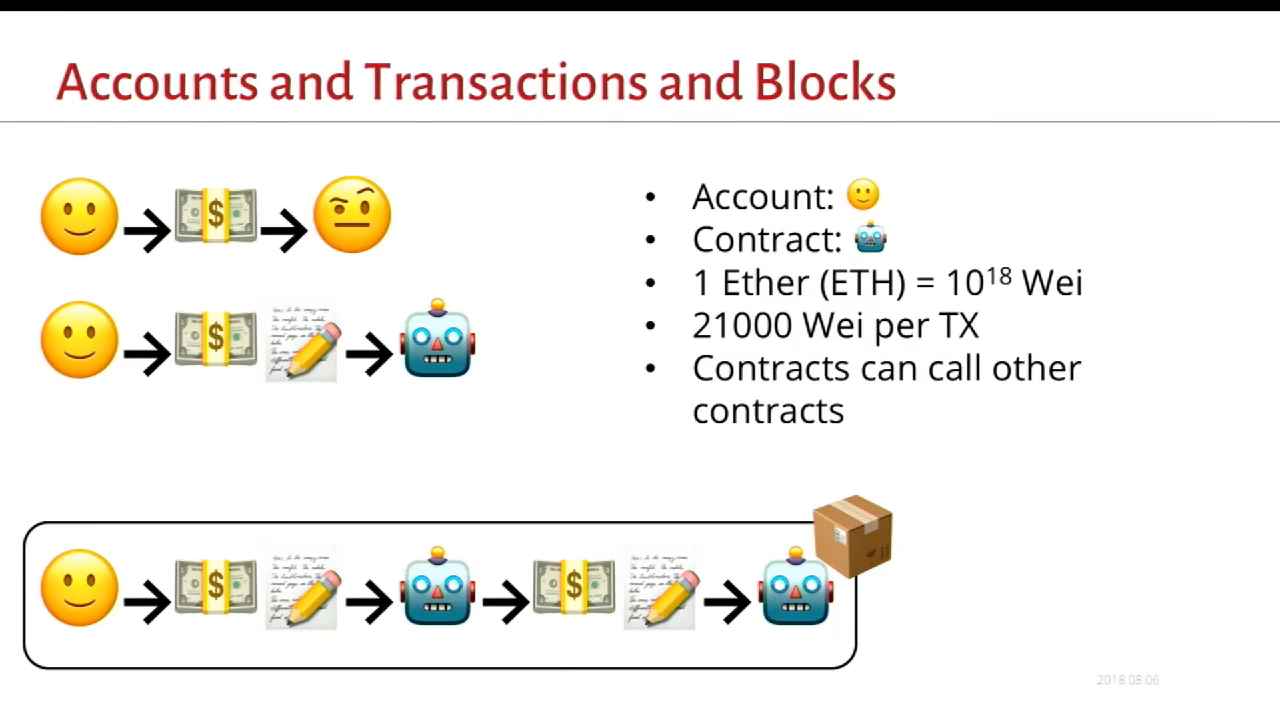 Accounts and Transactions and Blocks
• Account: 🙂
• Contract: 🤖
• 1 Ether (ETH) = 10¹⁸ Wei
• 21000 Wei per TX
• Contracts can call other
contracts
2018.08.06